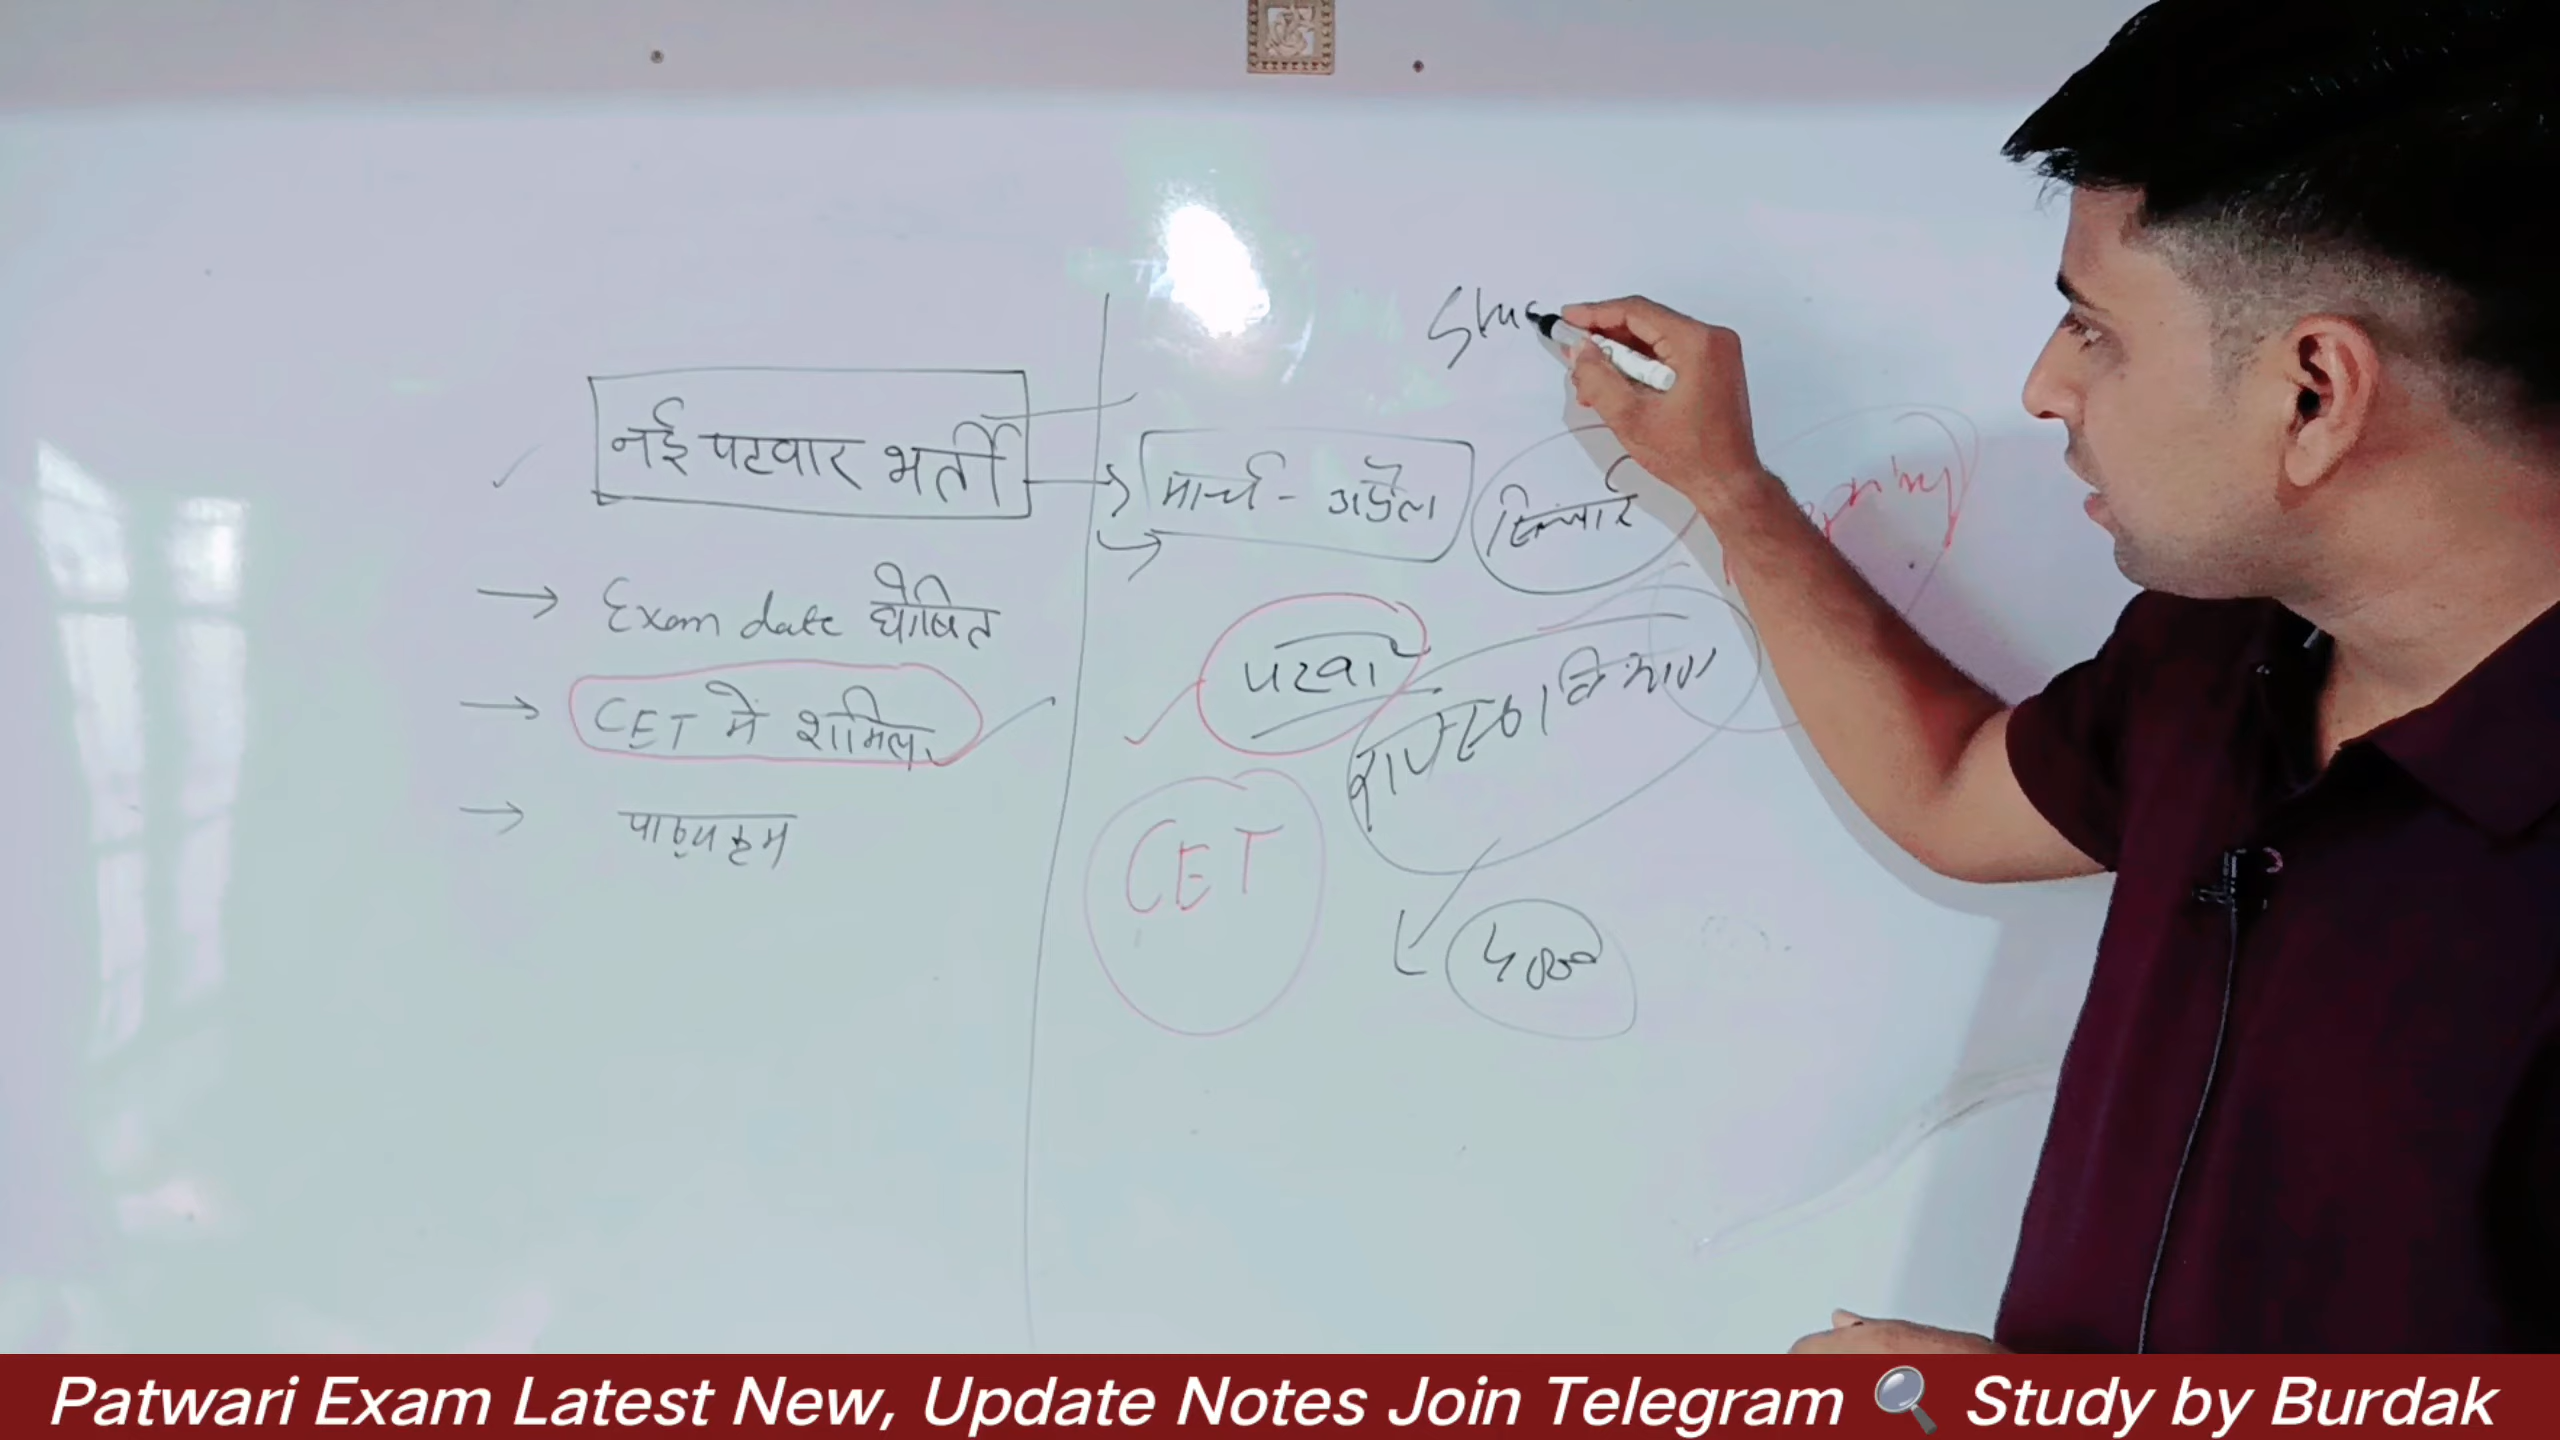 नई पटवार भर्ती
→ Exam date घोषित
→ CET में शामिल
→ पाठ्यक्रम
मार्च - अप्रैल
पटवा
CET
Patwari Exam Latest New, Update Notes Join Telegram 🔍 Study by Burdak